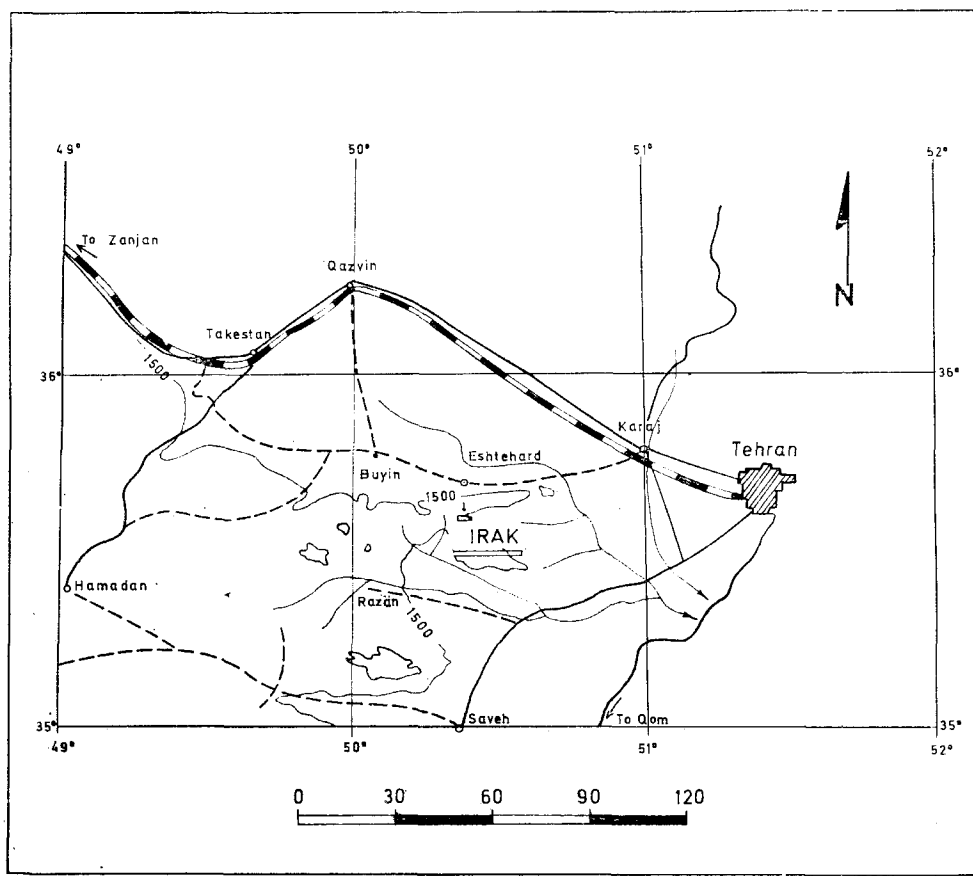 49°
50°
51°
52°
To Zanjan
Qazvin
N
Takestan
1500
36°
36°
Karaj
Tehran
Buyin
Eshtehard
1500
IRAK
Hamadan
Razan
1500
Saveh
To Qom
35°
35°
49°
50°
51°
52°
0 30 60 90 120